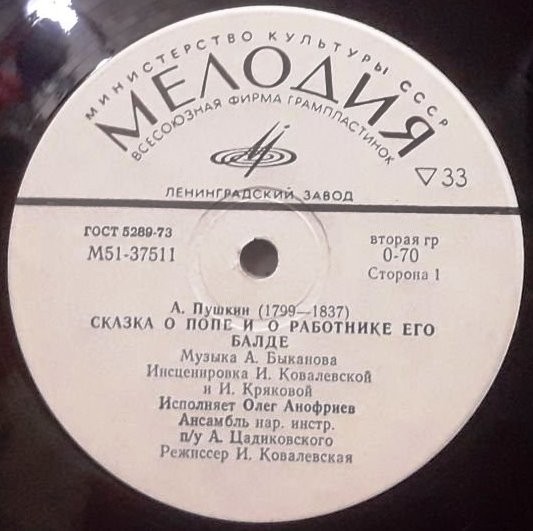 МИНИСТЕРСТВО КУЛЬТУРЫ СССР
МЕЛОДИЯ
ВСЕСОЮЗНАЯ ФИРМА ГРАМПЛАСТИНОК
▽33
ЛЕНИНГРАДСКИЙ ЗАВОД
ГОСТ 5289-73
М51-37511
вторая гр
0-70
Сторона 1
А. Пушкин (1799—1837)
СКАЗКА О ПОПЕ И О РАБОТНИКЕ ЕГО
БАЛДЕ
Музыка А. Быканова
Инсценировка И. Ковалевской
и И. Кряковой
Исполняет Олег Анофриев
Ансамбль нар. инстр.
п/у А. Цадиковского
Режиссер И. Ковалевская